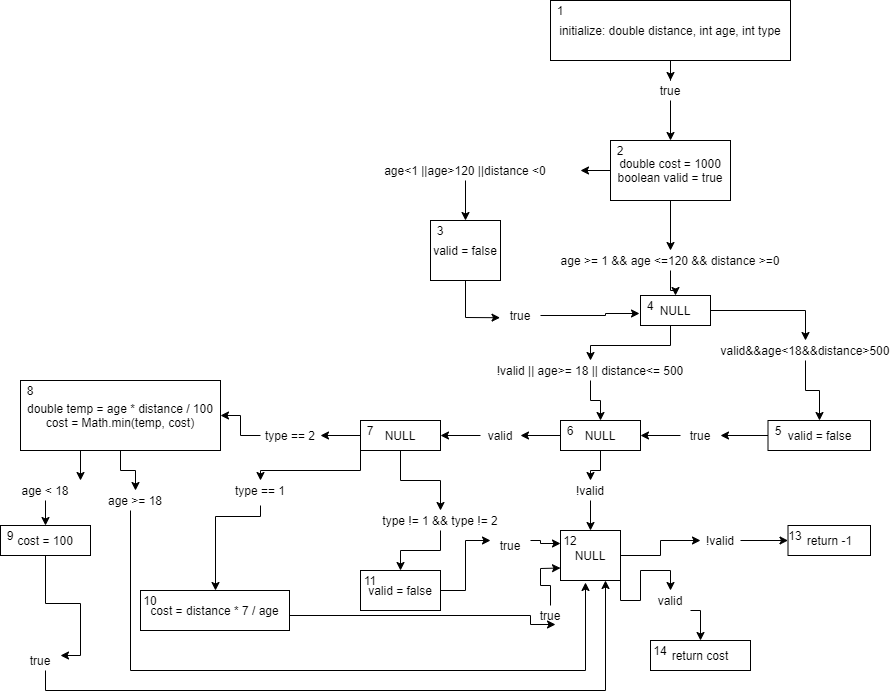 1
initialize: double distance, int age, int type
true
2
double cost = 1000
boolean valid = true
age<1 ||age>120 ||distance <0
3
valid = false
age >= 1 && age <=120 && distance >=0
true
4 NULL
!valid || age>= 18 || distance<= 500
valid&&age<18&&distance>500
5 valid = false
true
6 NULL
valid
7 NULL
type == 2
8
double temp = age * distance / 100
cost = Math.min(temp, cost)
age < 18
age >= 18
9 cost = 100
true
type == 1
10
cost = distance * 7 / age
true
type != 1 && type != 2
11
valid = false
true
!valid
12
NULL
!valid
13 return -1
valid
14 return cost